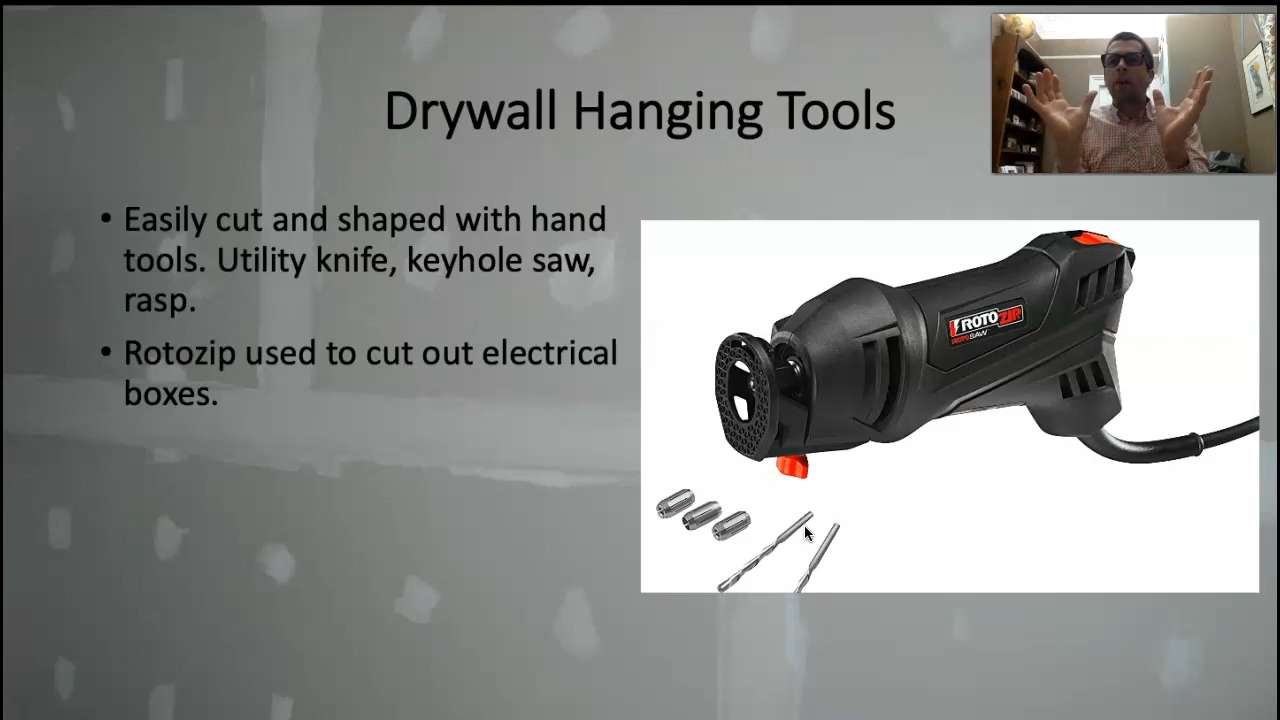 Drywall Hanging Tools
• Easily cut and shaped with hand
tools. Utility knife, keyhole saw,
rasp.
• Rotozip used to cut out electrical
boxes.
ROTOZIP
ROTOSAW